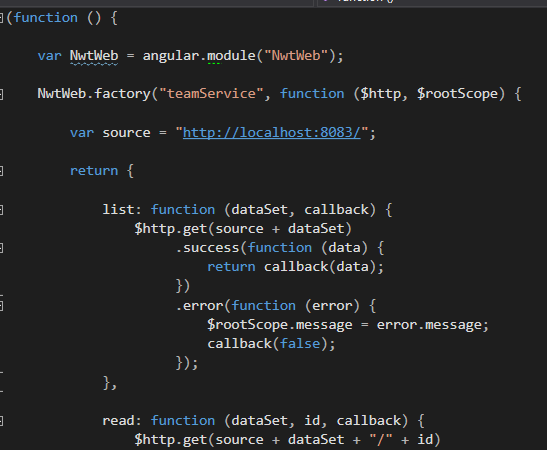 (function () {
var NwtWeb = angular.module("NwtWeb");
NwtWeb.factory("teamService", function ($http, $rootScope) {
var source = "http://localhost:8083/";
return {
list: function (dataSet, callback) {
$http.get(source + dataSet)
.success(function (data) {
return callback(data);
})
.error(function (error) {
$rootScope.message = error.message;
callback(false);
});
},
read: function (dataSet, id, callback) {
$http.get(source + dataSet + "/" + id)